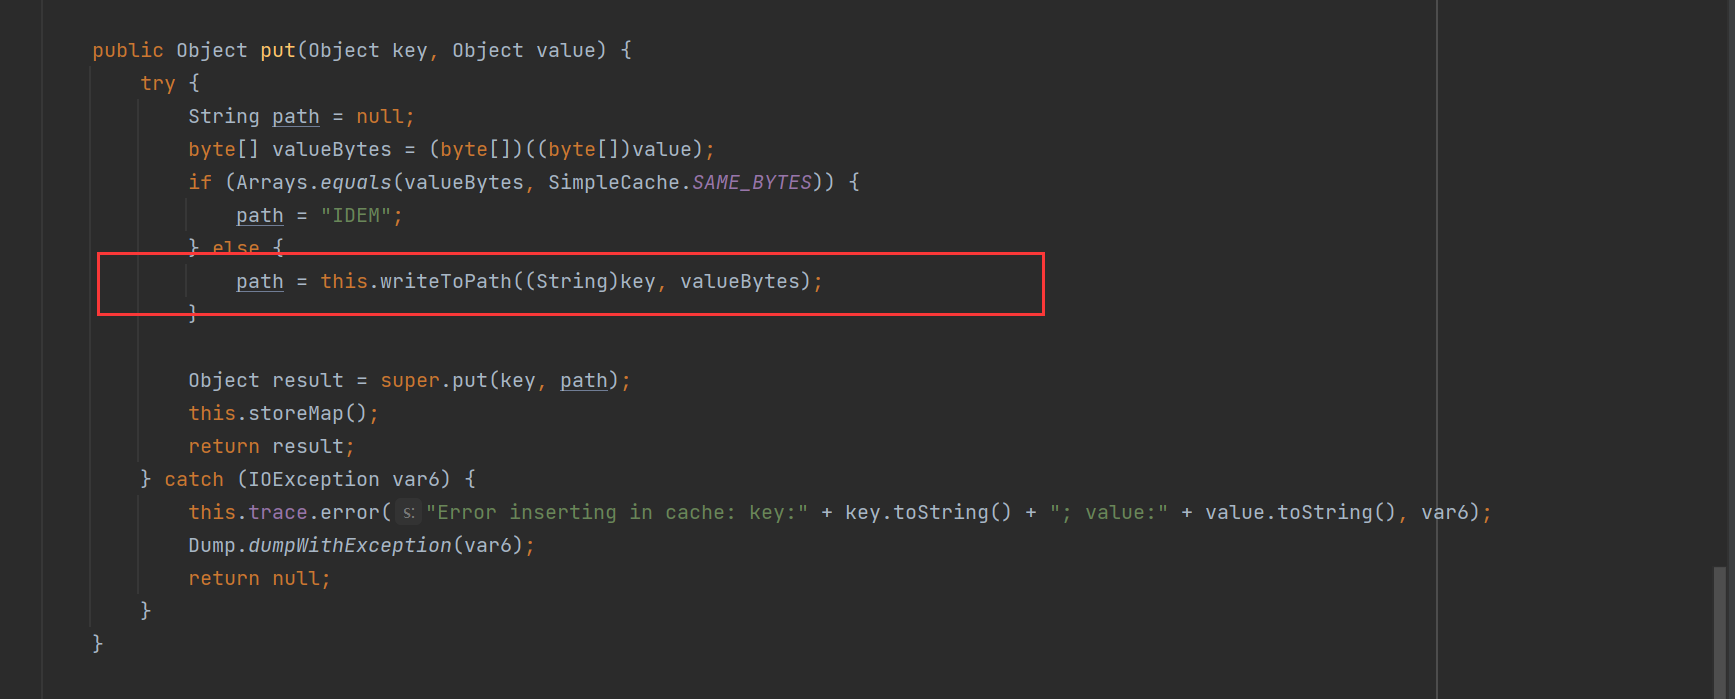 public Object put(Object key, Object value) {
try {
String path = null;
byte[] valueBytes = (byte[])((byte[])value);
if (Arrays.equals(valueBytes, SimpleCache.SAME_BYTES)) {
path = "IDEM";
} else {
path = this.writeToPath((String)key, valueBytes);
}
Object result = super.put(key, path);
this.storeMap();
return result;
} catch (IOException var6) {
this.trace.error( s: "Error inserting in cache: key:" + key.toString() + "; value:" + value.toString(), var6);
Dump.dumpWithException(var6);
return null;
}
}